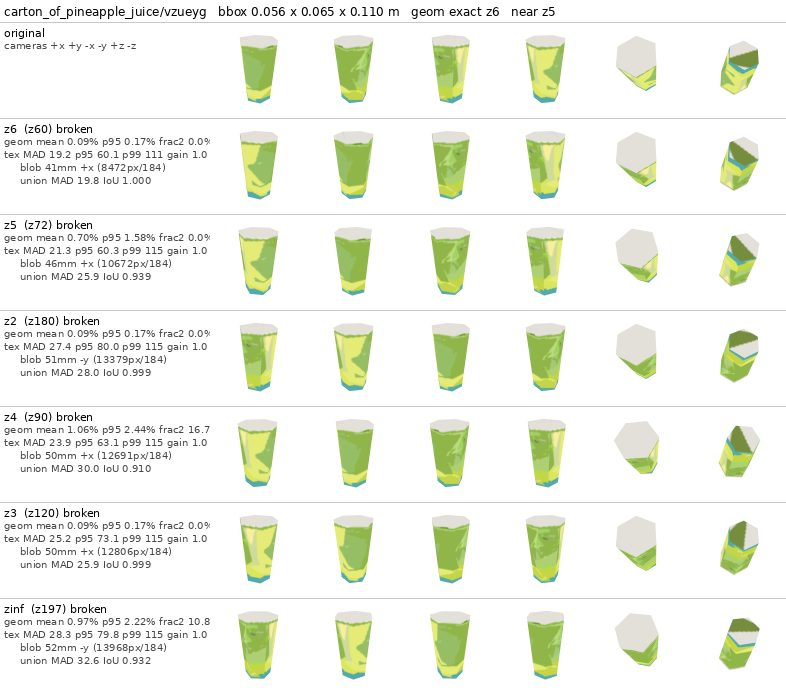 carton_of_pineapple_juice/vzueyg bbox 0.056 x 0.065 x 0.110 m geom exact z6 near z5
original
cameras +x +y -x -y +z -z
z6 (z60) broken
geom mean 0.09% p95 0.17% frac2 0.0%
tex MAD 19.2 p95 60.1 p99 111 gain 1.0
blob 41mm +x (8472px/184)
union MAD 19.8 IoU 1.000
z5 (z72) broken
geom mean 0.70% p95 1.58% frac2 0.0%
tex MAD 21.3 p95 60.3 p99 115 gain 1.0
blob 46mm +x (10672px/184)
union MAD 25.9 IoU 0.939
z2 (z180) broken
geom mean 0.09% p95 0.17% frac2 0.0%
tex MAD 27.4 p95 80.0 p99 115 gain 1.0
blob 51mm -y (13379px/184)
union MAD 28.0 IoU 0.999
z4 (z90) broken
geom mean 1.06% p95 2.44% frac2 16.7
tex MAD 23.9 p95 63.1 p99 115 gain 1.0
blob 50mm +x (12691px/184)
union MAD 30.0 IoU 0.910
z3 (z120) broken
geom mean 0.09% p95 0.17% frac2 0.0%
tex MAD 25.2 p95 73.1 p99 115 gain 1.0
blob 50mm +x (12806px/184)
union MAD 25.9 IoU 0.999
zinf (z197) broken
geom mean 0.97% p95 2.22% frac2 10.8
tex MAD 28.3 p95 79.8 p99 115 gain 1.0
blob 52mm -y (13968px/184)
union MAD 32.6 IoU 0.932